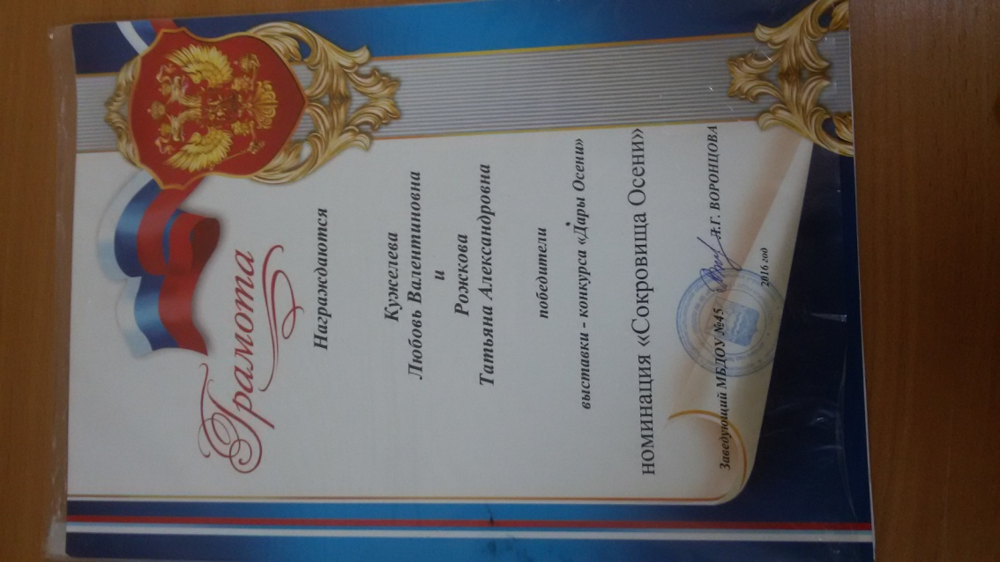 Грамота
Награждаются
Кужелева
Любовь Валентиновна
и
Рожкова
Татьяна Александровна
победители
выставки - конкурса «Дары Осени»
номинация «Сокровища Осени»
Заведующий МБДОУ №45 Л.Г. ВОРОНЦОВА
2016 год